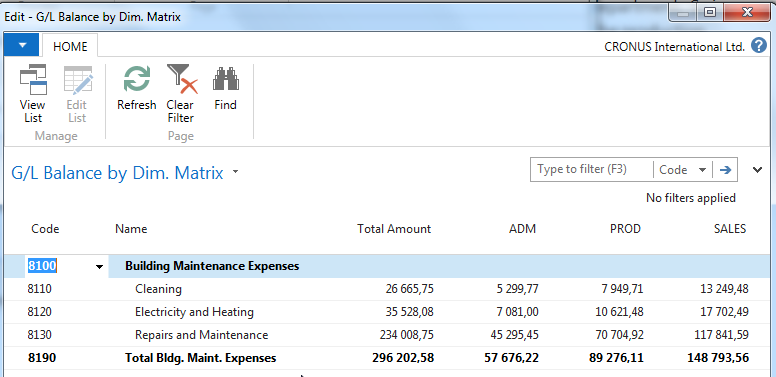 Edit - G/L Balance by Dim. Matrix
HOME
CRONUS International Ltd.
View List
Edit List
Refresh
Clear Filter
Find
Manage
Page
G/L Balance by Dim. Matrix
Type to filter (F3)
Code
No filters applied
Code Name Total Amount ADM PROD SALES
8100 Building Maintenance Expenses
8110 Cleaning 26 665,75 5 299,77 7 949,71 13 249,48
8120 Electricity and Heating 35 528,08 7 081,00 10 621,48 17 702,49
8130 Repairs and Maintenance 234 008,75 45 295,45 70 704,92 117 841,59
8190 Total Bldg. Maint. Expenses 296 202,58 57 676,22 89 276,11 148 793,56